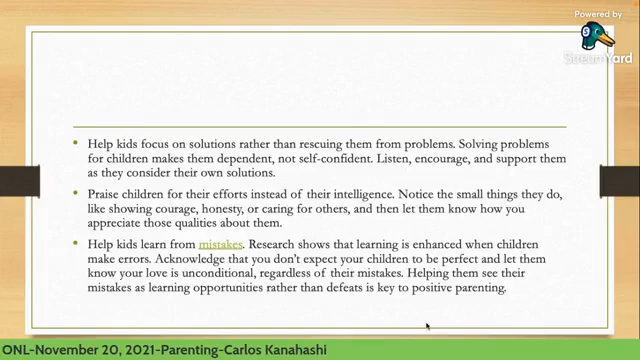 Powered by
StreamYard
Help kids focus on solutions rather than rescuing them from problems. Solving problems
for children makes them dependent, not self-confident. Listen, encourage, and support them
as they consider their own solutions.
Praise children for their efforts instead of their intelligence. Notice the small things they do,
like showing courage, honesty, or caring for others, and then let them know how you
appreciate those qualities about them.
Help kids learn from mistakes. Research shows that learning is enhanced when children
make errors. Acknowledge that you don't expect your children to be perfect and let them
know your love is unconditional, regardless of their mistakes. Helping them see their
mistakes as learning opportunities rather than defeats is key to positive parenting.
ONL-November 20, 2021-Parenting-Carlos Kanahashi